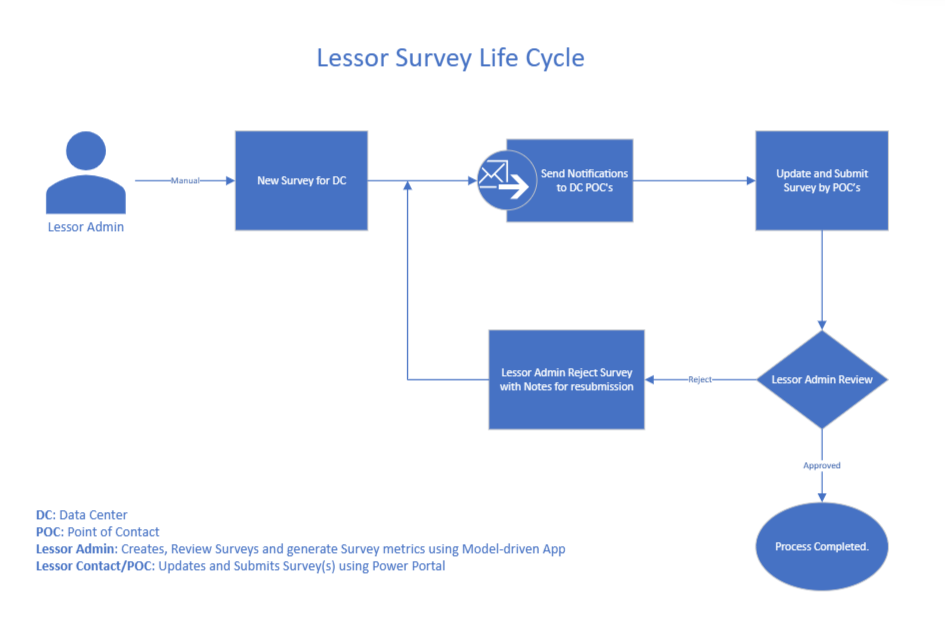 Lessor Survey Life Cycle
Lessor Admin
Manual
New Survey for DC
Send Notifications
to DC POC's
Update and Submit
Survey by POC's
Lessor Admin Reject Survey
with Notes for resubmission
Reject
Lessor Admin Review
Approved
Process Completed.
DC: Data Center
POC: Point of Contact
Lessor Admin: Creates, Review Surveys and generate Survey metrics using Model-driven App
Lessor Contact/POC: Updates and Submits Survey(s) using Power Portal